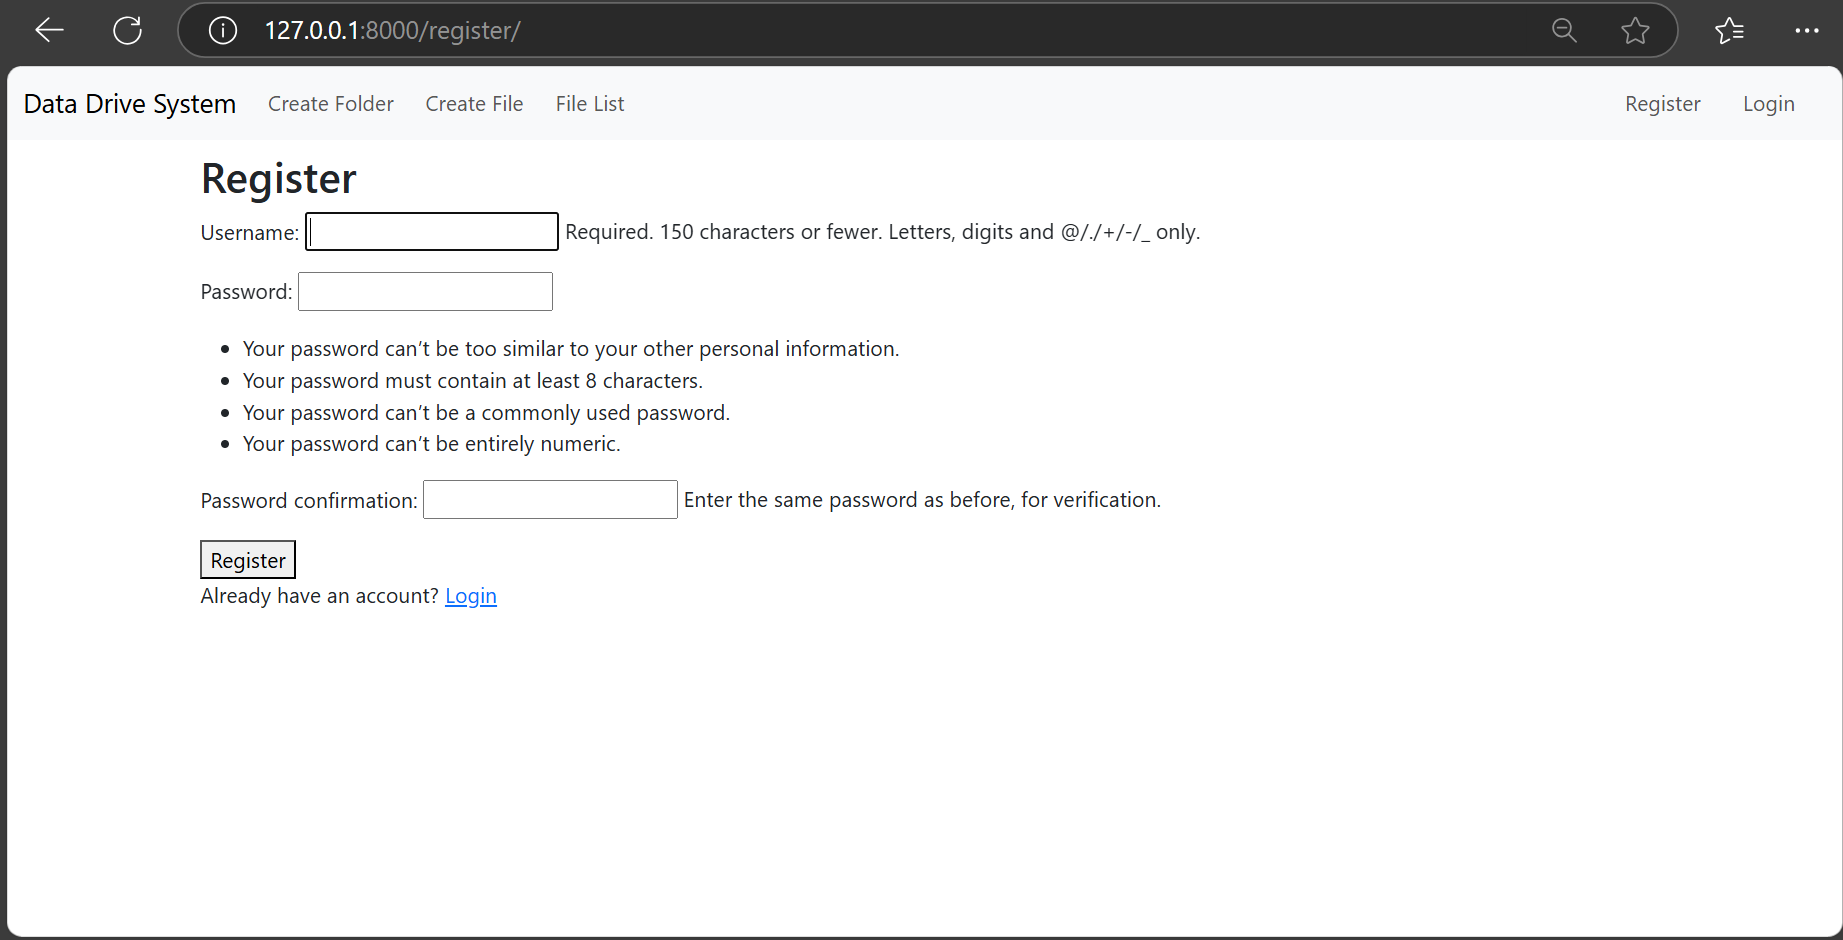 127.0.0.1:8000/register/
Data Drive System Create Folder Create File File List Register Login
Register
Username: Required. 150 characters or fewer. Letters, digits and @/./+/-/_ only.
Password:
Your password can’t be too similar to your other personal information.
Your password must contain at least 8 characters.
Your password can’t be a commonly used password.
Your password can’t be entirely numeric.
Password confirmation: Enter the same password as before, for verification.
Register
Already have an account? Login